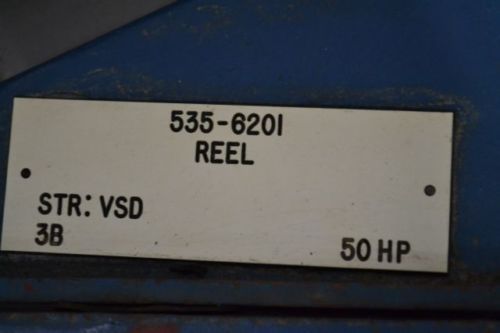 535-6201
REEL
STR: VSD
3B
50 HP